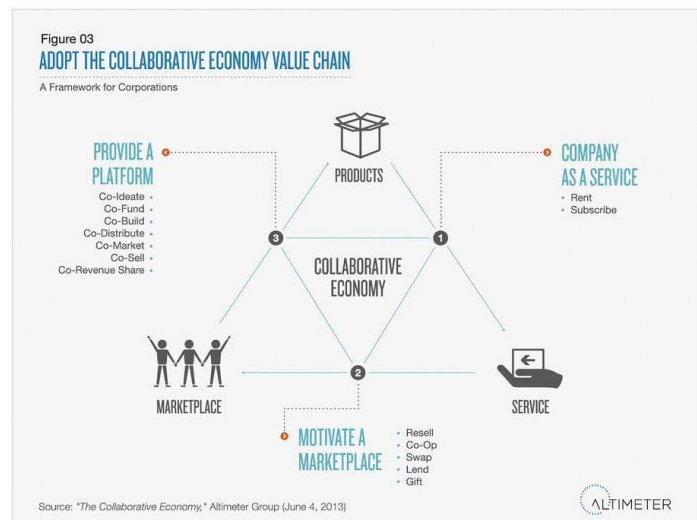 Figure 03
ADOPT THE COLLABORATIVE ECONOMY VALUE CHAIN
A Framework for Corporations
PRODUCTS
PROVIDE A
PLATFORM
Co-Ideate
Co-Fund
Co-Build
Co-Distribute
Co-Market
Co-Sell
Co-Revenue Share
COMPANY
AS A SERVICE
Rent
Subscribe
3
1
COLLABORATIVE
ECONOMY
2
MARKETPLACE
SERVICE
MOTIVATE A
MARKETPLACE
Resell
Co-Op
Swap
Lend
Gift
Source: "The Collaborative Economy," Altimeter Group (June 4, 2013)
ALTIMETER